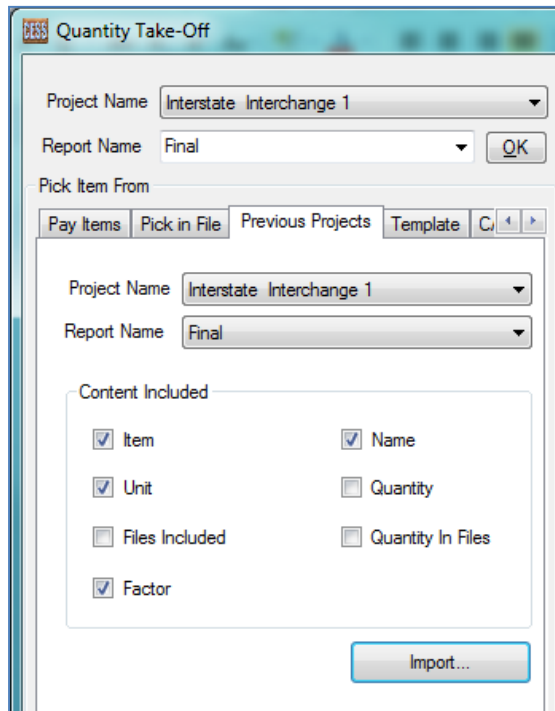 CESS Quantity Take-Off
Project Name Interstate Interchange 1
Report Name Final OK
Pick Item From
Pay Items Pick in File Previous Projects Template
Project Name Interstate Interchange 1
Report Name Final
Content Included
Item Name
Unit Quantity
Files Included Quantity In Files
Factor
Import...